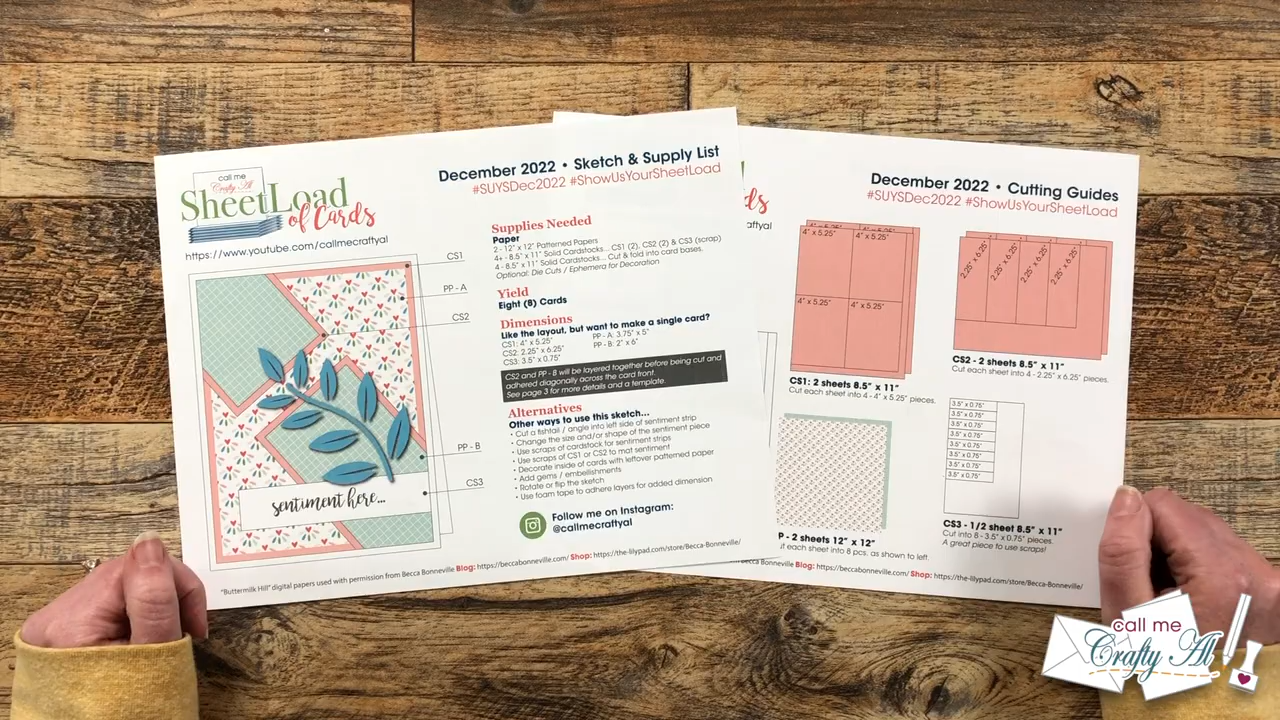 call me
Crafty Al
SheetLoad
of Cards
https://www.youtube.com/callmecraftyal
December 2022 • Sketch & Supply List
#SUYSDec2022 #ShowUsYourSheetLoad
CS1
PP - A
CS2
PP - B
CS3
sentiment here...
Supplies Needed
Paper
2 - 12" x 12" Patterned Papers
4+ - 8.5" x 11" Solid Cardstocks... CS1 (2), CS2 (2) & CS3 (scrap)
4 - 8.5" x 11" Solid Cardstocks... Cut & fold into card bases.
Optional: Die Cuts / Ephemera for Decoration
Yield
Eight (8) Cards
Dimensions
Like the layout, but want to make a single card?
CS1: 4" x 5.25" PP - A: 3.75" x 5"
CS2: 2.25" x 6.25" PP - B: 2" x 6"
CS3: 3.5" x 0.75"
CS2 and PP - B will be layered together before being cut and
adhered diagonally across the card front.
See page 3 for more details and a template.
Alternatives
Other ways to use this sketch...
• Cut a fishtail / angle into left side of sentiment strip
• Change the size and/or shape of the sentiment piece
• Use scraps of cardstock for sentiment strips
• Use scraps of CS1 or CS2 to mat sentiment
• Decorate inside of cards with leftover patterned paper
• Add gems / embellishments
• Rotate or flip the sketch
• Use foam tape to adhere layers for added dimension
Follow me on Instagram:
@callmecraftyal
"Buttermilk Hill" digital papers used with permission from Becca Bonneville Blog: https://beccabonneville.com/ Shop: https://the-lilypad.com/store/Becca-Bonneville/
ds
ftyal
December 2022 • Cutting Guides
#SUYSDec2022 #ShowUsYourSheetLoad
4" x 5.25" 4" x 5.25"
4" x 5.25" 4" x 5.25"
4" x 5.25" 4" x 5.25"
CS1: 2 sheets 8.5" x 11"
Cut each sheet into 4 - 4" x 5.25" pieces.
2.25" x 6.25" 2.25" x 6.25" 2.25" x 6.25" 2.25" x 6.25"
CS2 - 2 sheets 8.5" x 11"
Cut each sheet into 4 - 2.25" x 6.25" pieces.
P - 2 sheets 12" x 12"
ut each sheet into 8 pcs. as shown to left.
3.5" x 0.75"
3.5" x 0.75"
3.5" x 0.75"
3.5" x 0.75"
3.5" x 0.75"
3.5" x 0.75"
3.5" x 0.75"
3.5" x 0.75"
CS3 - 1/2 sheet 8.5" x 11"
Cut into 8 - 3.5" x 0.75" pieces.
A great piece to use scraps!
neville.com/ Shop: https://the-lilypad.com/store/Becca-Bonneville/
call me
Crafty Al